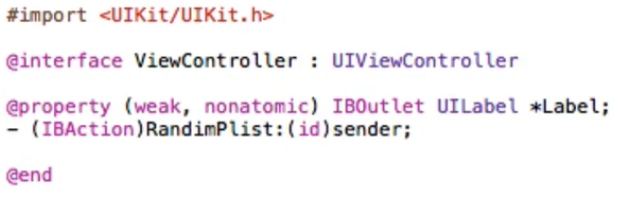 #import <UIKit/UIKit.h>
@interface ViewController : UIViewController
@property (weak, nonatomic) IBOutlet UILabel *Label;
- (IBAction)RandimPlist:(id)sender;
@end